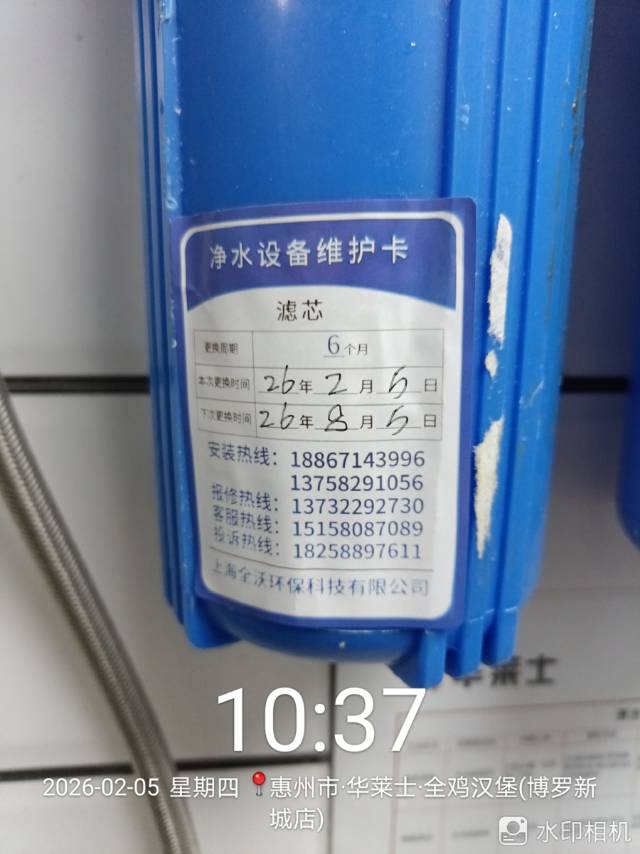 净水设备维护卡
滤芯
更换周期 6个月
本次更换时间 26年2月5日
下次更换时间 26年8月5日
安装热线：18867143996
13758291056
报修热线：13732292730
客服热线：15158087089
投诉热线：18258897611
上海全沃环保科技有限公司
华莱士
10:37
2026-02-05 星期四 📍惠州市·华莱士·全鸡汉堡(博罗新
城店)
水印相机